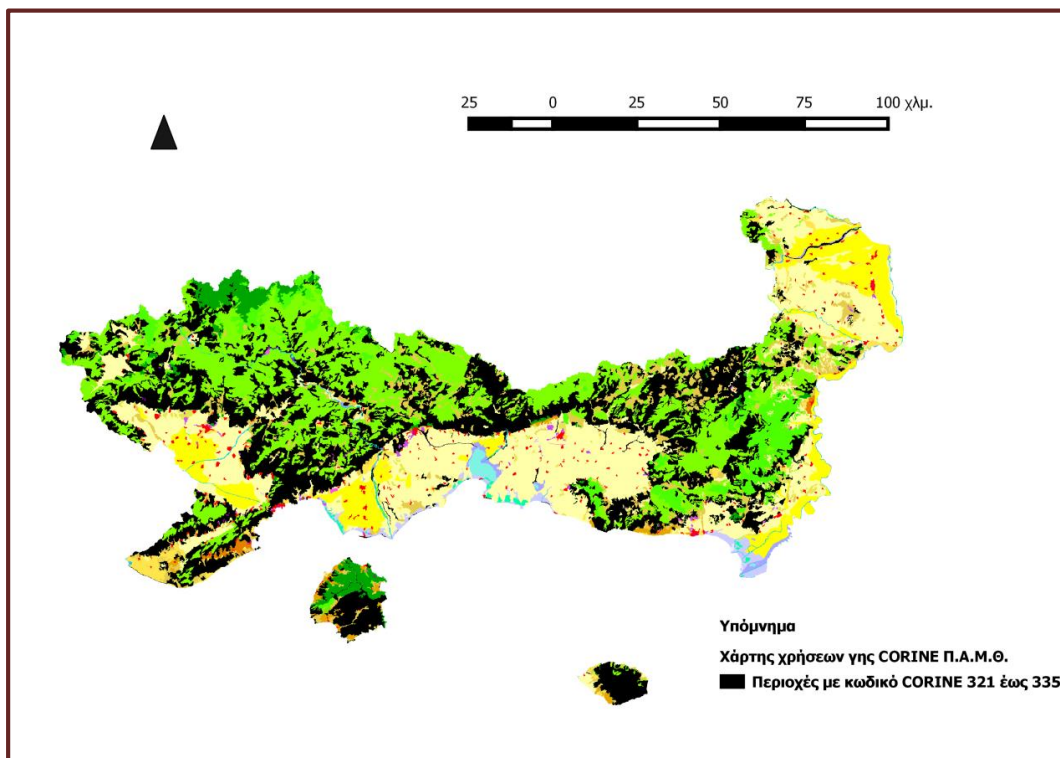 25 0 25 50 75 100 χλμ.
Υπόμνημα
Χάρτης χρήσεων γης CORINE Π.Α.Μ.Θ.
Περιοχές με κωδικό CORINE 321 έως 335